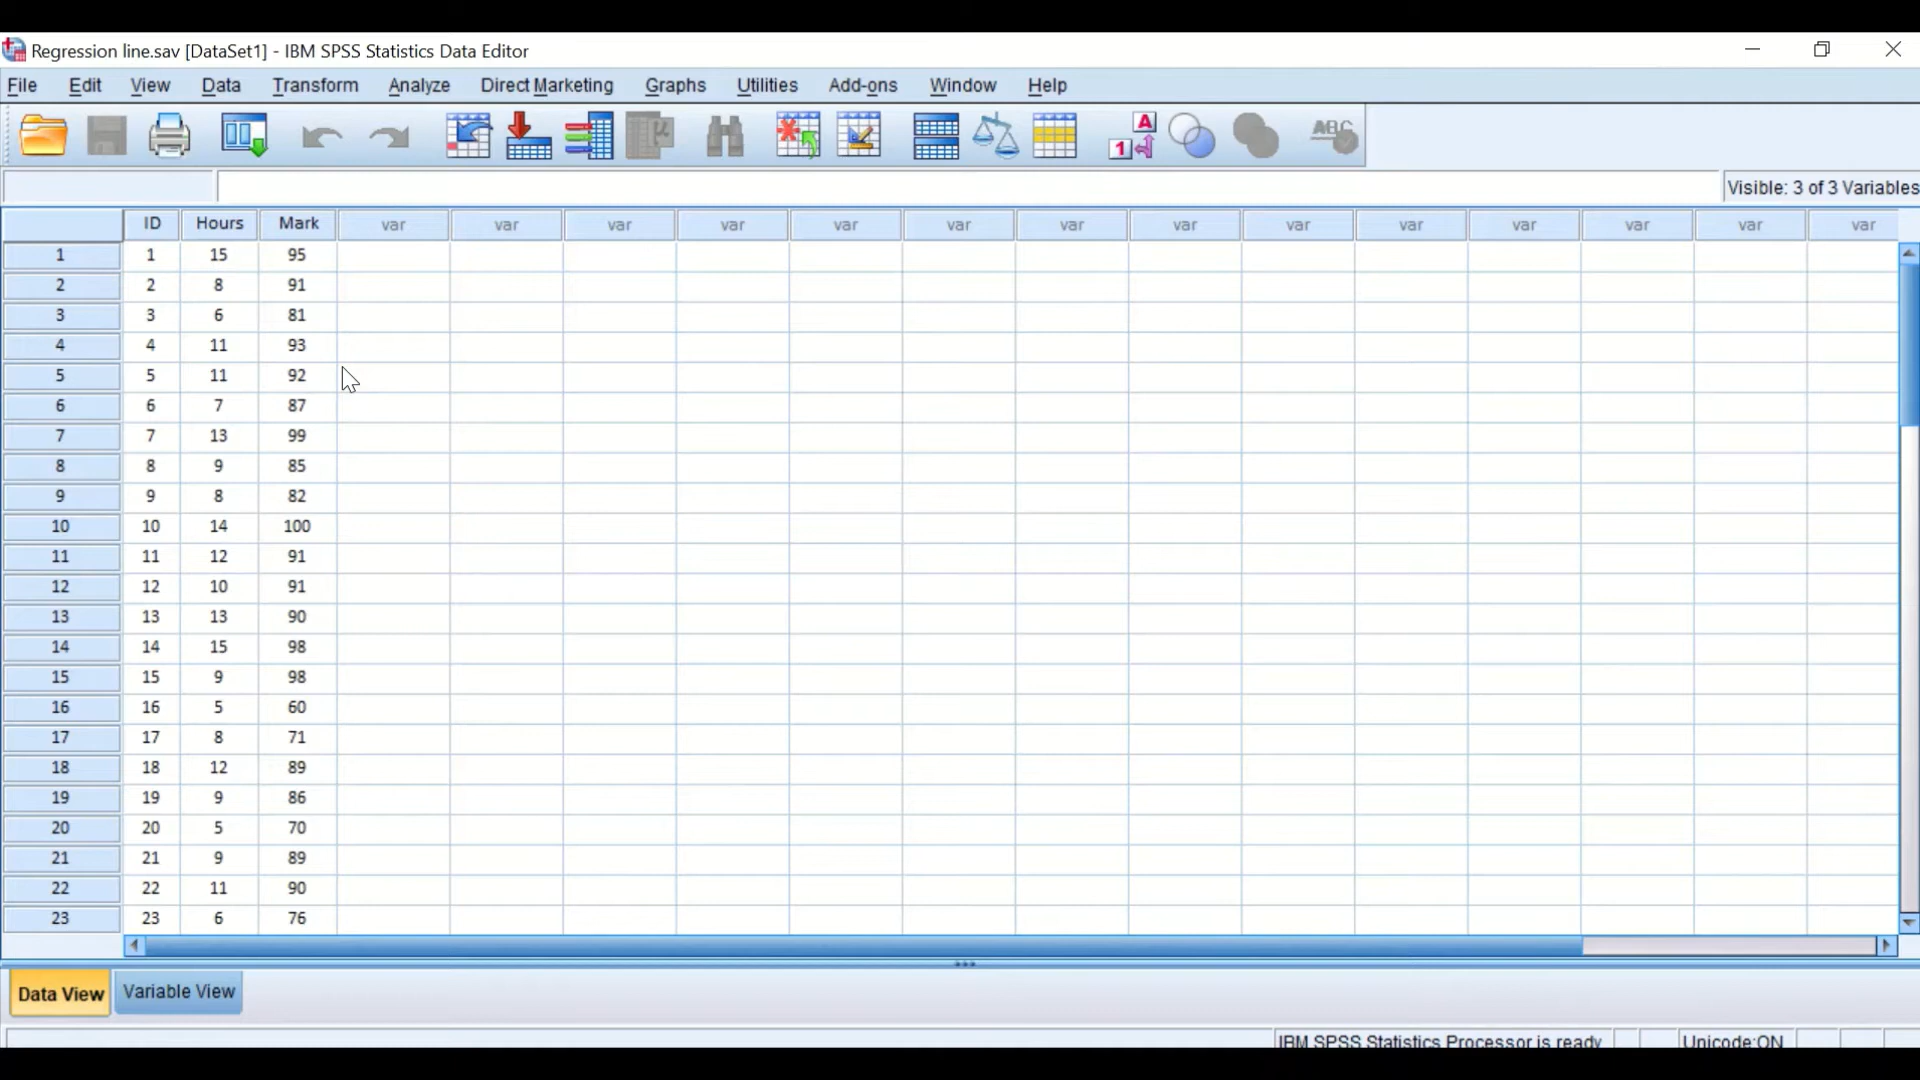 Regression line.sav [DataSet1] - IBM SPSS Statistics Data Editor
File Edit View Data Transform Analyze Direct Marketing Graphs Utilities Add-ons Window Help
A
1 ABC
Visible: 3 of 3 Variables
ID Hours Mark var var var var var var var var var var var var var var
1 1 15 95
2 2 8 91
3 3 6 81
4 4 11 93
5 5 11 92
6 6 7 87
7 7 13 99
8 8 9 85
9 9 8 82
10 10 14 100
11 11 12 91
12 12 10 91
13 13 13 90
14 14 15 98
15 15 9 98
16 16 5 60
17 17 8 71
18 18 12 89
19 19 9 86
20 20 5 70
21 21 9 89
22 22 11 90
23 23 6 76
Data View Variable View
IBM SPSS Statistics Processor is ready Unicode:ON